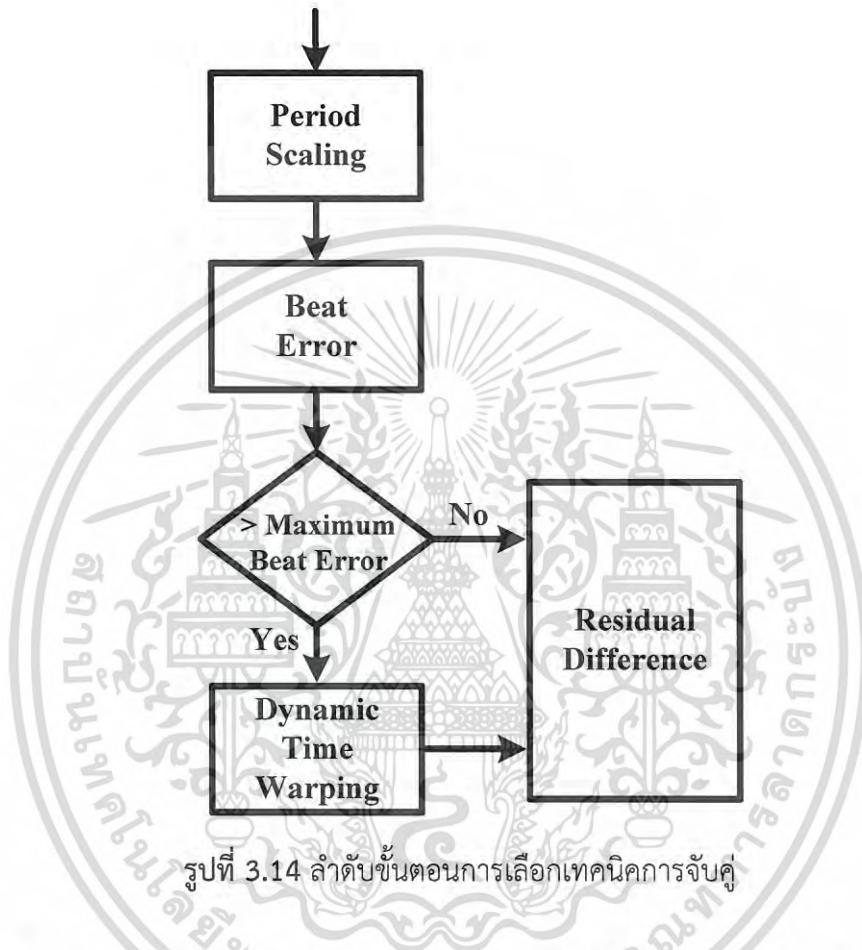 Period
Scaling
Beat
Error
> Maximum
Beat Error
No
Yes
Residual
Difference
Dynamic
Time
Warping
รูปที่ 3.14 ลำดับขั้นตอนการเลือกเทคนิคการจับคู่